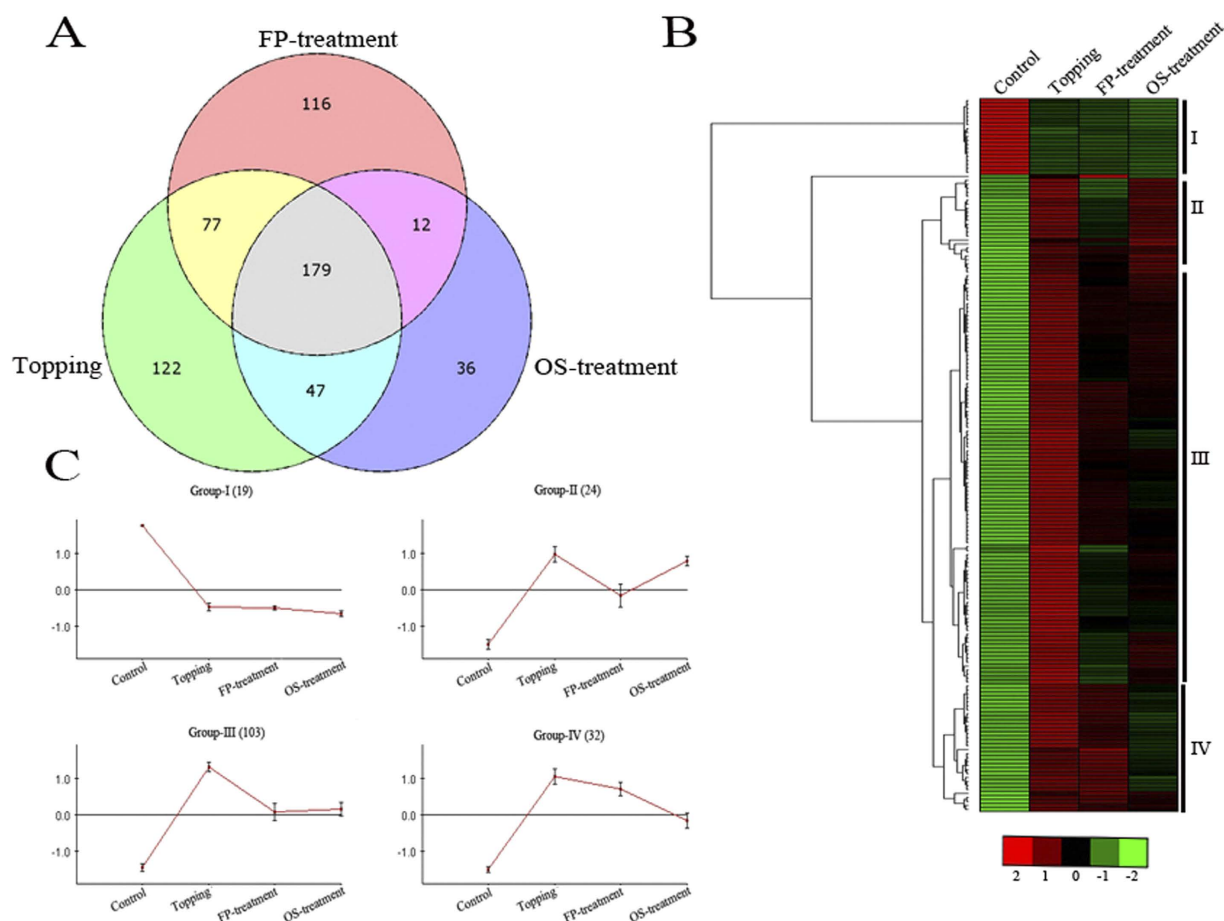 A
FP-treatment
116
77
12
179
Topping
122
47
36
OS-treatment
B
Control
Topping
FP-treatment
OS-treatment
I
II
III
IV
2 1 0 -1 -2
C
Group-I (19)
1.0
0.0
-1.0
Control
Topping
FP-treatment
OS-treatment
Group-II (24)
1.0
0.0
-1.0
Control
Topping
FP-treatment
OS-treatment
Group-III (103)
1.0
0.0
-1.0
Control
Topping
FP-treatment
OS-treatment
Group-IV (32)
1.0
0.0
-1.0
Control
Topping
FP-treatment
OS-treatment